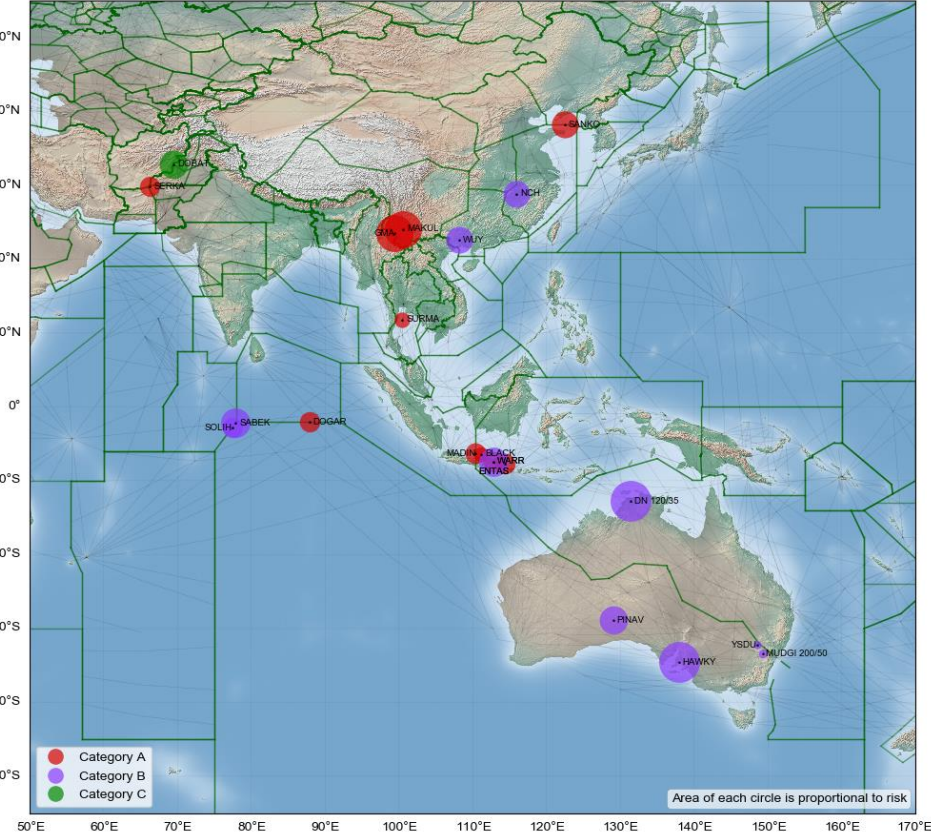 0°N
0°N
0°N
0°N
0°N
0°
0°S
0°S
0°S
0°S
0°S
SANKO
DOBAT
SERKA
NCH
GMA
MAKUL
WUY
SURMA
SOLIH
SABEK
DOGAR
MADIN
BLACK
WARR
ENTAS
DN 120/35
PINAV
YSDU
MUDGI 200/50
HAWKY
Category A
Category B
Category C
Area of each circle is proportional to risk
50°E
60°E
70°E
80°E
90°E
100°E
110°E
120°E
130°E
140°E
150°E
160°E
170°E